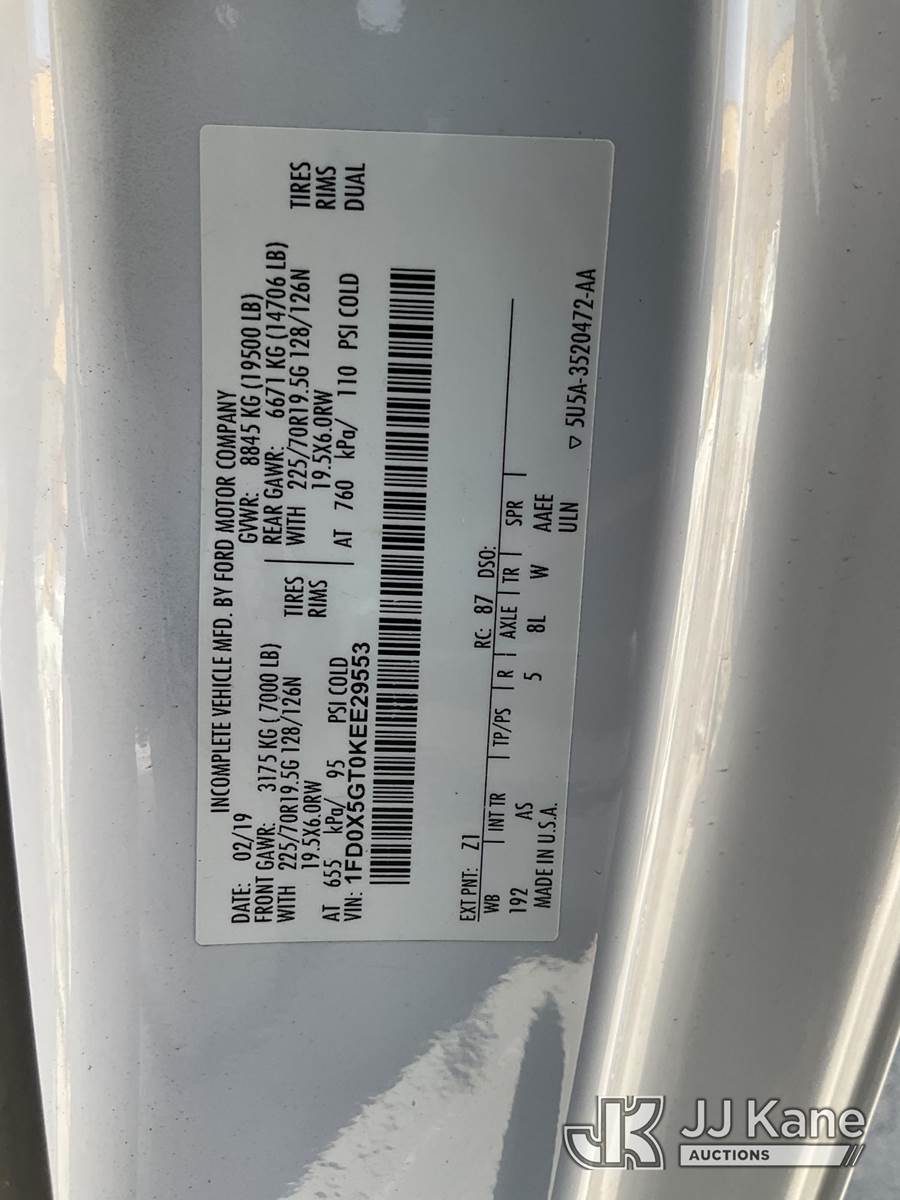 INCOMPLETE VEHICLE MFD. BY FORD MOTOR COMPANY
DATE: 02/19 GVWR: 8845 KG (19500 LB)
FRONT GAWR: 3175 KG ( 7000 LB) REAR GAWR: 6671 KG (14706 LB)
WITH 225/70R19.5G 128/126N TIRES WITH 225/70R19.5G 128/126N TIRES
19.5X6.0RW RIMS 19.5X6.0RW RIMS
AT 655 kPa/ 95 PSI COLD AT 760 kPa/ 110 PSI COLD DUAL
VIN: 1FD0X5GT0KEE29553
EXT PNT: Z1 RC: 87 DSO:
WB INT TR TP/PS R AXLE TR SPR
192 AS 5 8L W AAEE
MADE IN U.S.A. ULN
▽ 5U5A-3520472-AA
JK JJ Kane
AUCTIONS